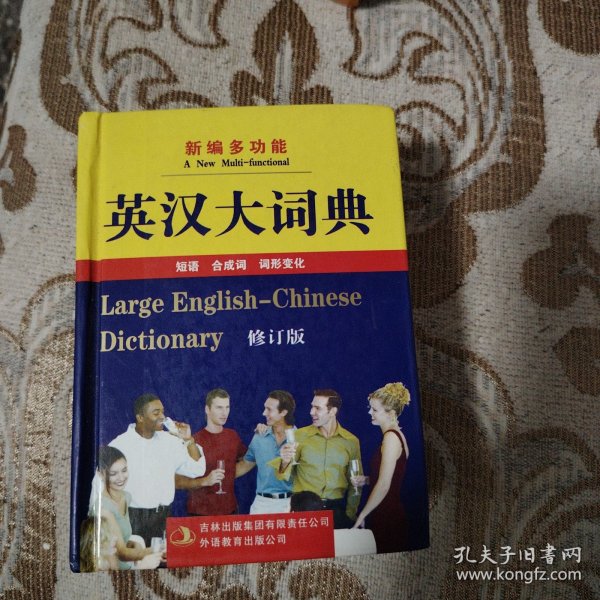 新编多功能
A New Multi-functional
英汉大词典
短语 合成词 词形变化
Large English-Chinese
Dictionary 修订版
吉林出版集团有限责任公司
外语教育出版公司
孔夫子旧书网
www.kongfz.com